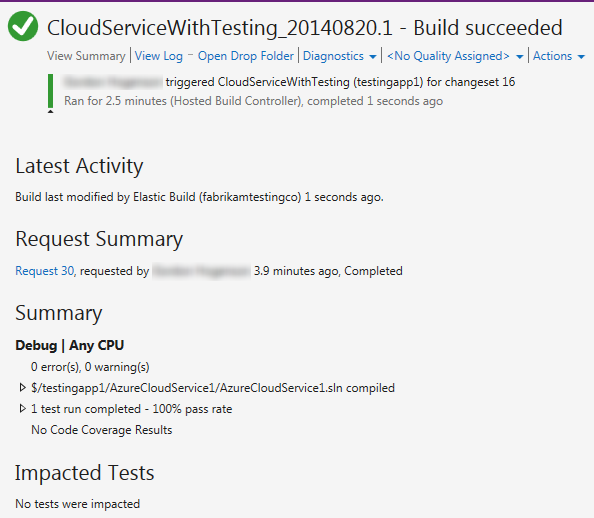 CloudServiceWithTesting_20140820.1 - Build succeeded
View Summary | View Log - Open Drop Folder | Diagnostics | <No Quality Assigned> | Actions
triggered CloudServiceWithTesting (testingapp1) for changeset 16
Ran for 2.5 minutes (Hosted Build Controller), completed 1 seconds ago
Latest Activity
Build last modified by Elastic Build (fabrikamtestingco) 1 seconds ago.
Request Summary
Request 30, requested by 3.9 minutes ago, Completed
Summary
Debug | Any CPU
0 error(s), 0 warning(s)
$/testingapp1/AzureCloudService1/AzureCloudService1.sln compiled
1 test run completed - 100% pass rate
No Code Coverage Results
Impacted Tests
No tests were impacted